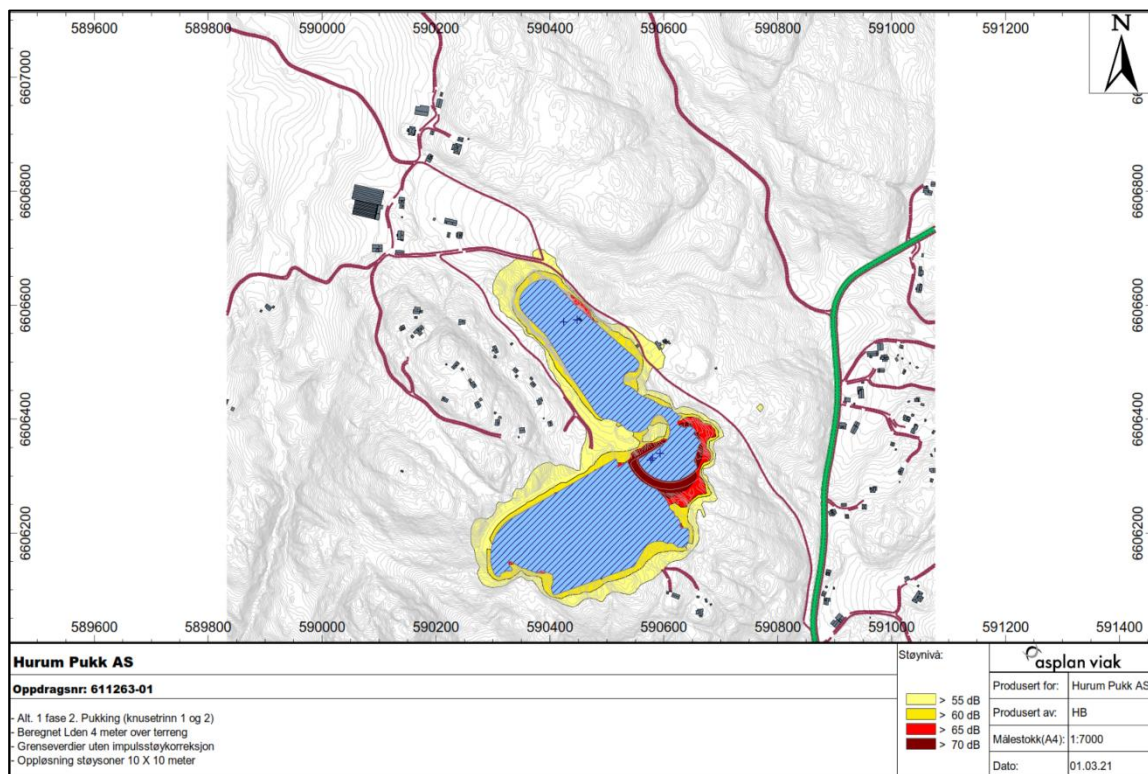 589600 589800 590000 590200 590400 590600 590800 591000 591200
N
6607000
6606800 6606800
6606600 6606600
6606400 6606400
6606200 6606200
589600 589800 590000 590200 590400 590600 590800 591000 591200 591400
Hurum Pukk AS
Oppdragsnr: 611263-01
- Alt. 1 fase 2. Pukking (knusetrinn 1 og 2)
- Beregnet Lden 4 meter over terreng
- Grenseverdier uten impulsstøykorreksjon
- Oppløsning støysoner 10 X 10 meter
Støynivå:
> 55 dB
> 60 dB
> 65 dB
> 70 dB
asplan viak
Produsert for: Hurum Pukk AS
Produsert av: HB
Målestokk(A4): 1:7000
Dato: 01.03.21